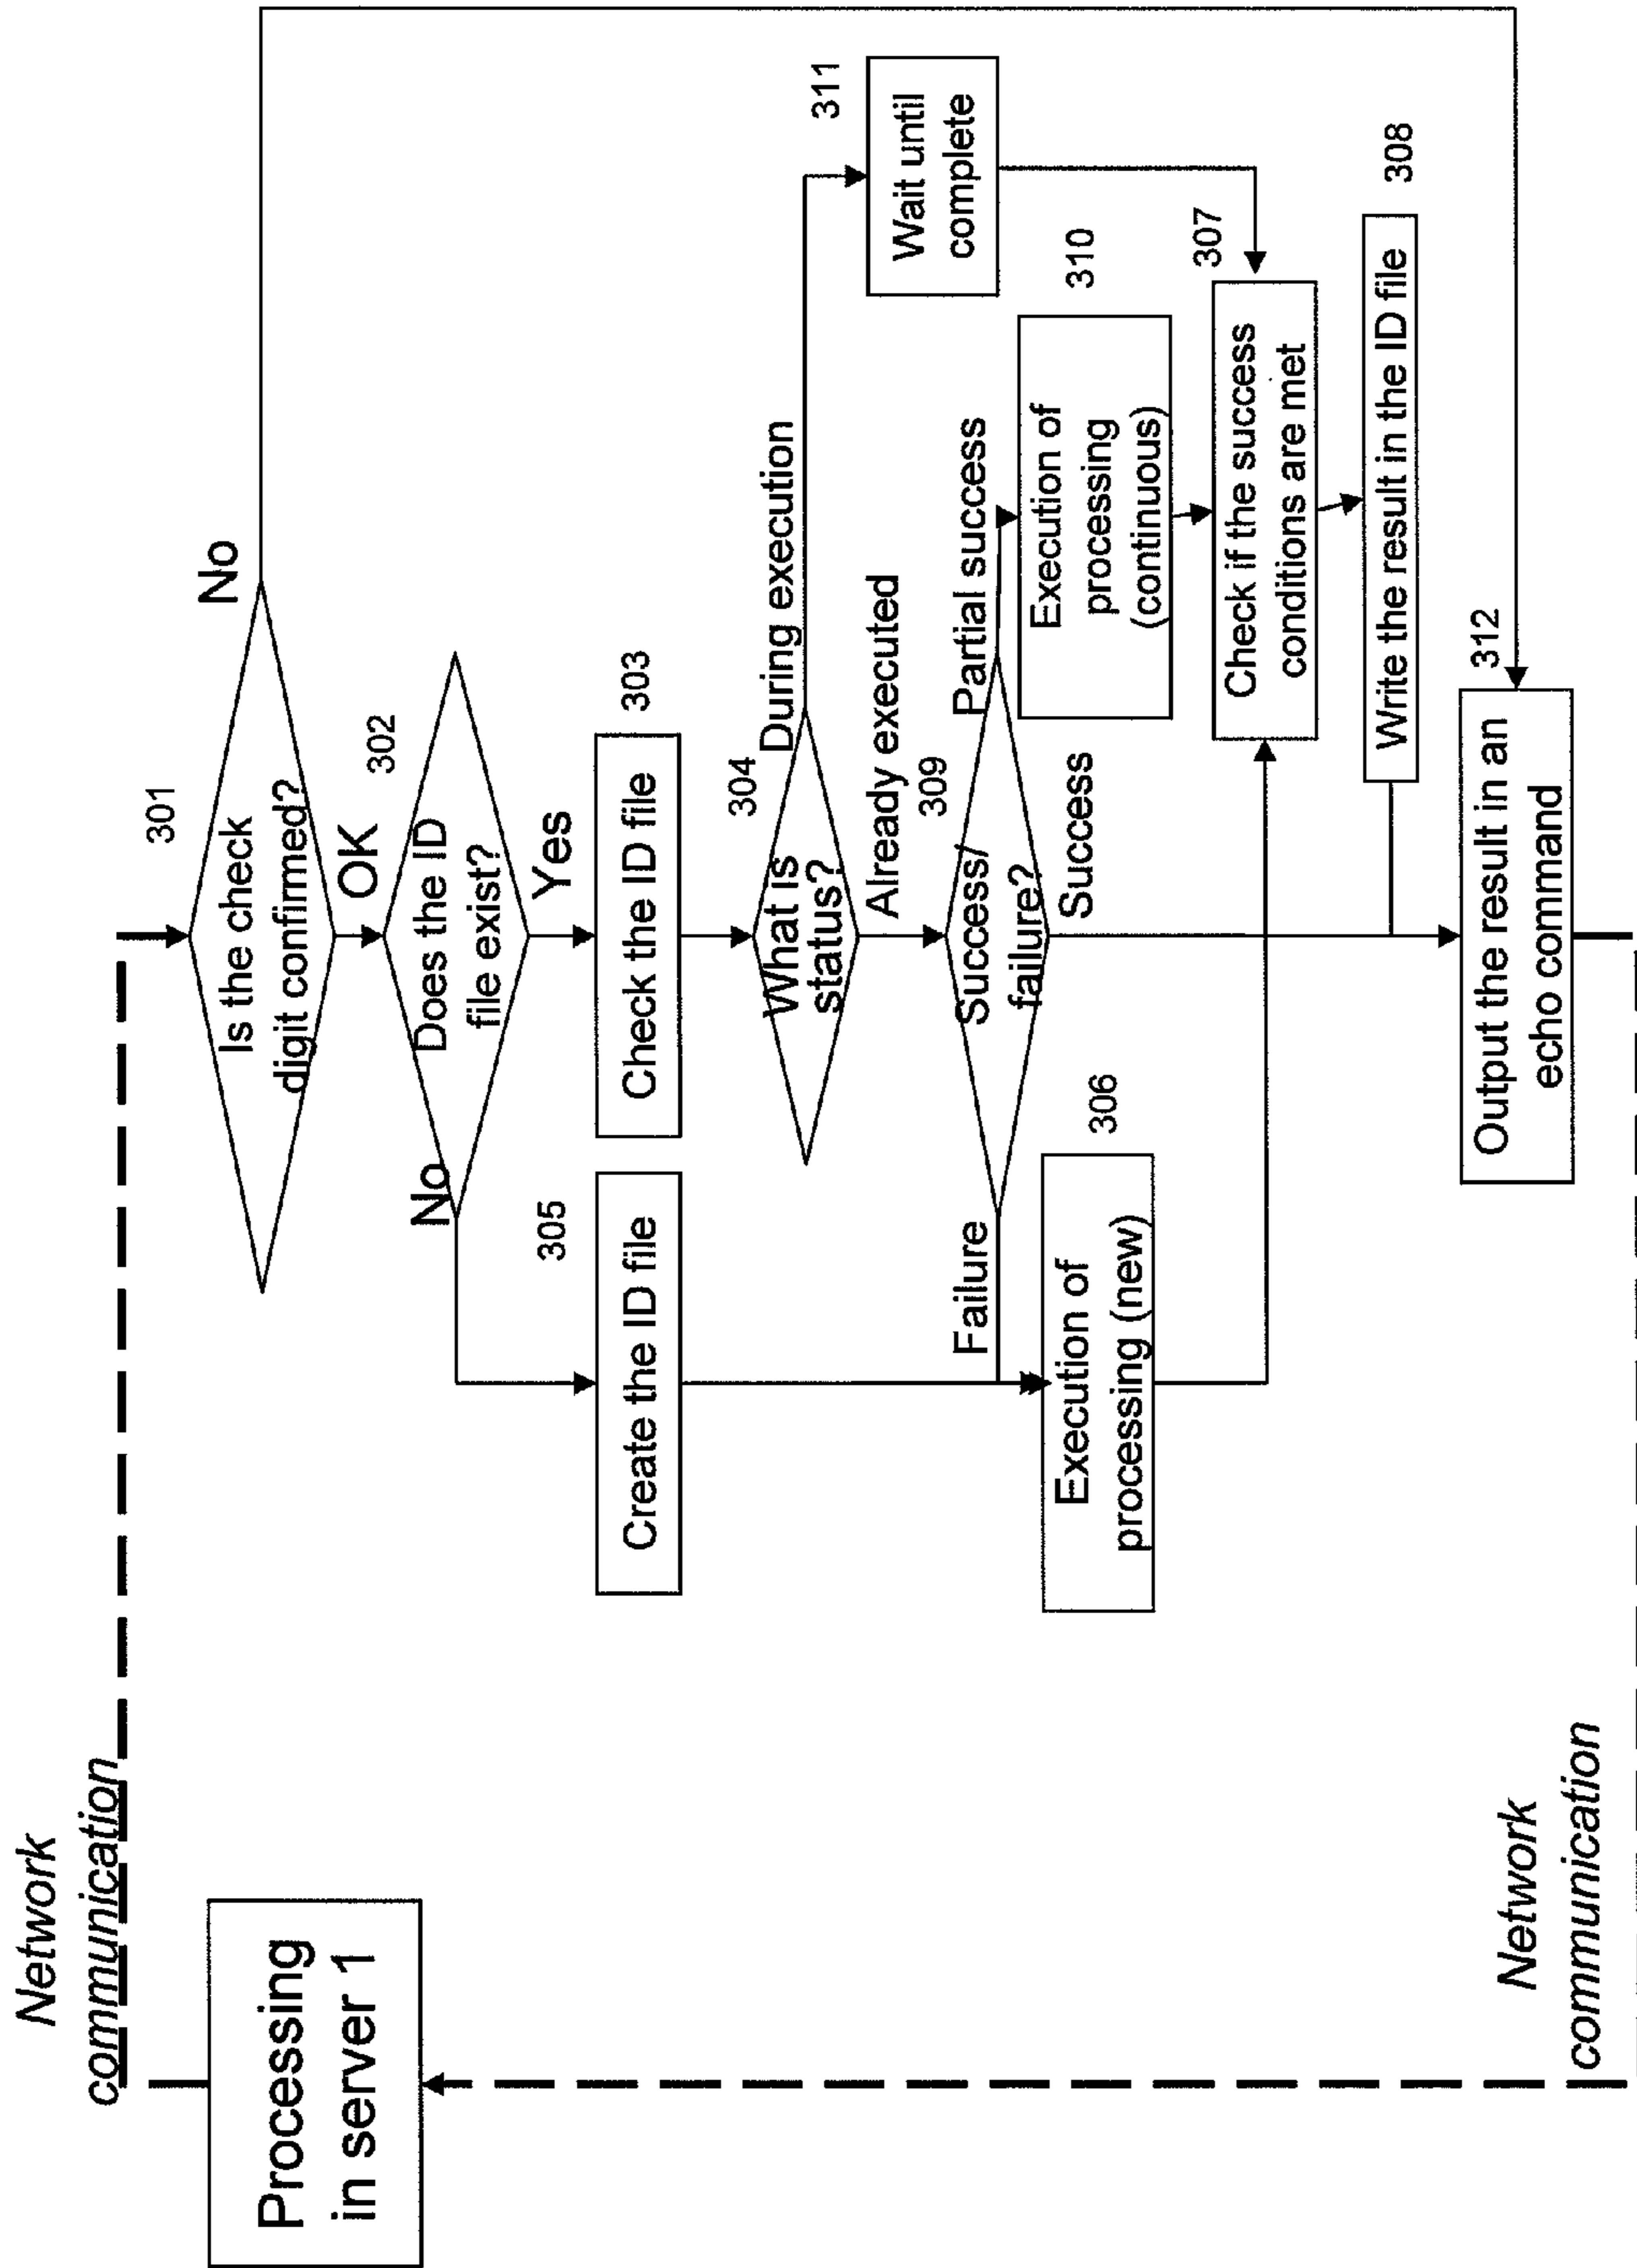 Network
communication
Processing
in server 1
301
Is the check
digit confirmed?
No
OK
302
Does the ID
file exist?
No
Yes
303
Check the ID file
305
Create the ID file
304
What is
status?
During execution
311
Wait until
complete
Already executed
309
Success/
failure?
Partial success
Failure
Success
310
Execution of
processing
(continuous)
306
Execution of
processing (new)
307
Check if the success
conditions are met
308
Write the result in the ID file
312
Output the result in an
echo command
Network
communication